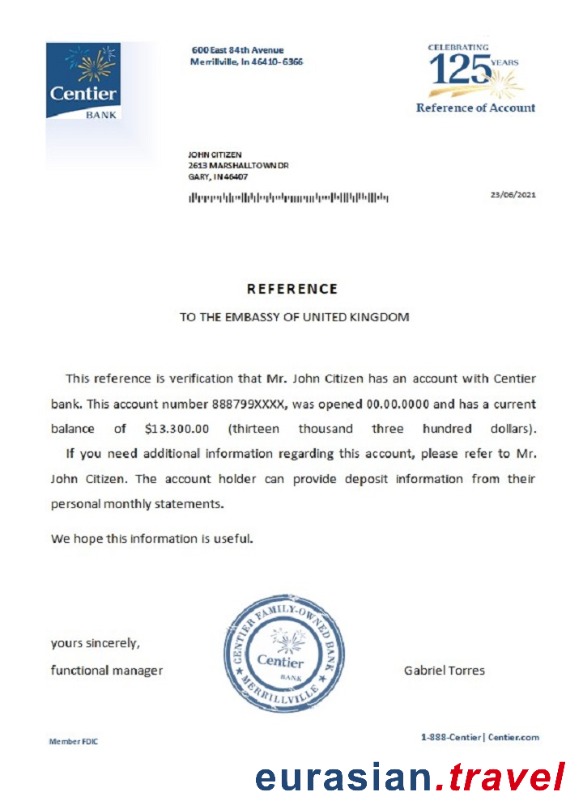 Centier
BANK
600 East 84th Avenue
Merrillville, In 46410-6366
CELEBRATING
125 YEARS
Reference of Account
JOHN CITIZEN
2613 MARSHALLTOWN DR
GARY, IN 46407
23/06/2021
REFERENCE
TO THE EMBASSY OF UNITED KINGDOM
This reference is verification that Mr. John Citizen has an account with Centier
bank. This account number 888799XXXX, was opened 00.00.0000 and has a current
balance of $13.300.00 (thirteen thousand three hundred dollars).
If you need additional information regarding this account, please refer to Mr.
John Citizen. The account holder can provide deposit information from their
personal monthly statements.
We hope this information is useful.
yours sincerely,
functional manager
CENTIER FAMILY-OWNED BANK
Centier
BANK
MERRILLVILLE
Gabriel Torres
Member FDIC
1-888-Centier | Centier.com
eurasian.travel